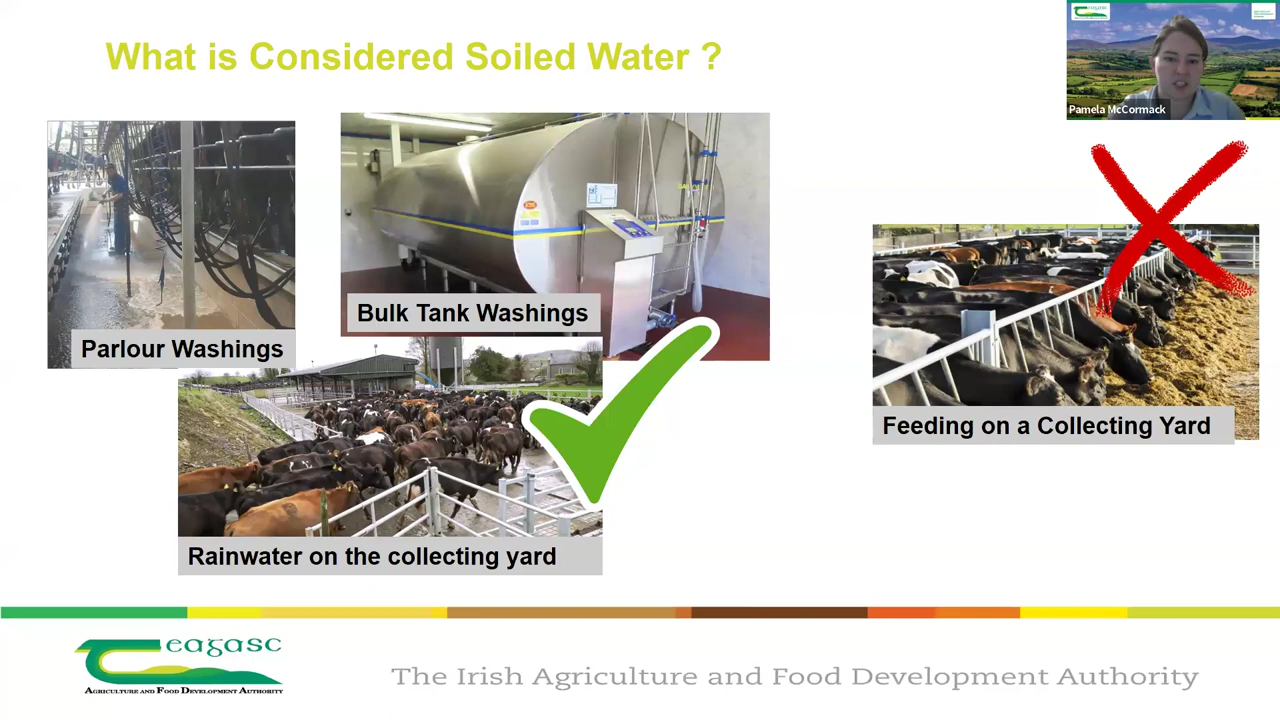 What is Considered Soiled Water ?
Pamela McCormack
Parlour Washings
Bulk Tank Washings
Rainwater on the collecting yard
Feeding on a Collecting Yard
eagasc
AGRICULTURE AND FOOD DEVELOPMENT AUTHORITY
The Irish Agriculture and Food Development Authority